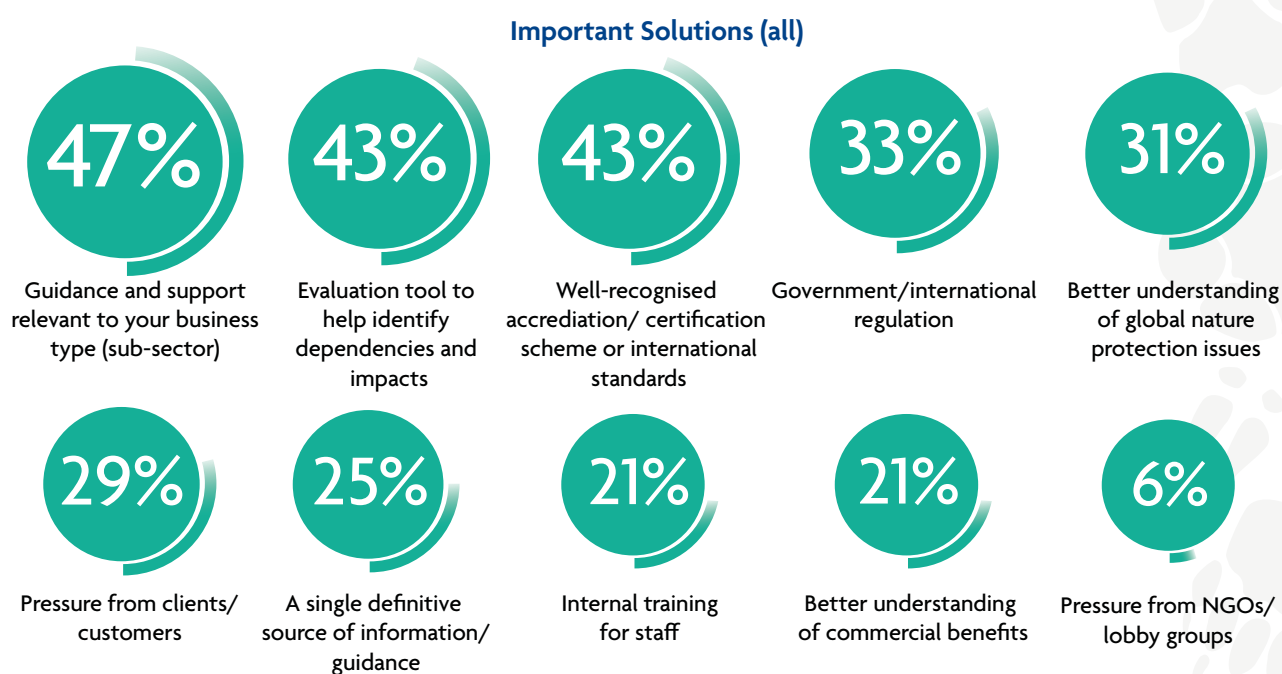 Important Solutions (all)
47%
43%
43%
33%
31%
Guidance and support
relevant to your business
type (sub-sector)
Evaluation tool to
help identify
dependencies and
impacts
Well-recognised
accrediation/ certification
scheme or international
standards
Government/international
regulation
Better understanding
of global nature
protection issues
29%
25%
21%
21%
6%
Pressure from clients/
customers
A single definitive
source of information/
guidance
Internal training
for staff
Better understanding
of commercial benefits
Pressure from NGOs/
lobby groups